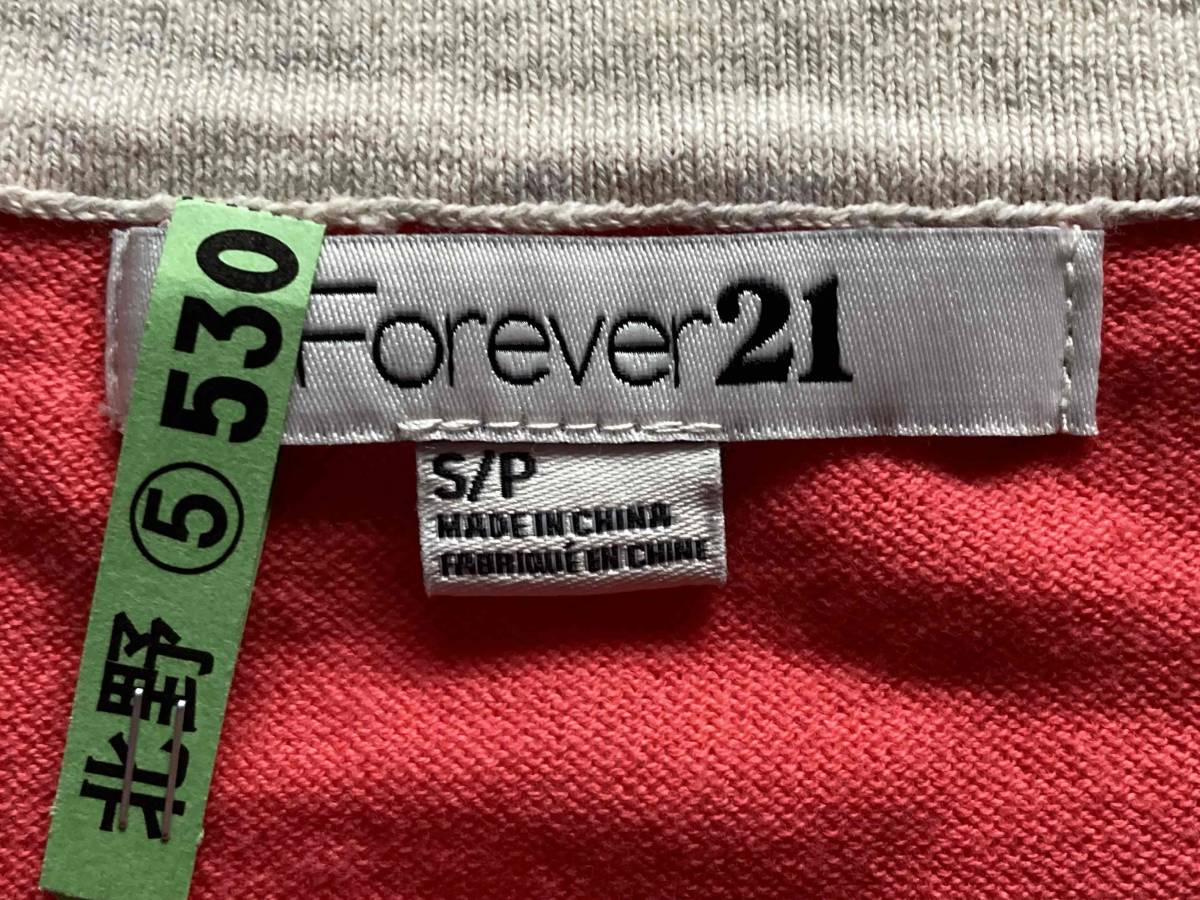 北野 ⑤ 530
Forever21
S/P
MADE IN CHINA
FABRIQUÉ EN CHINE